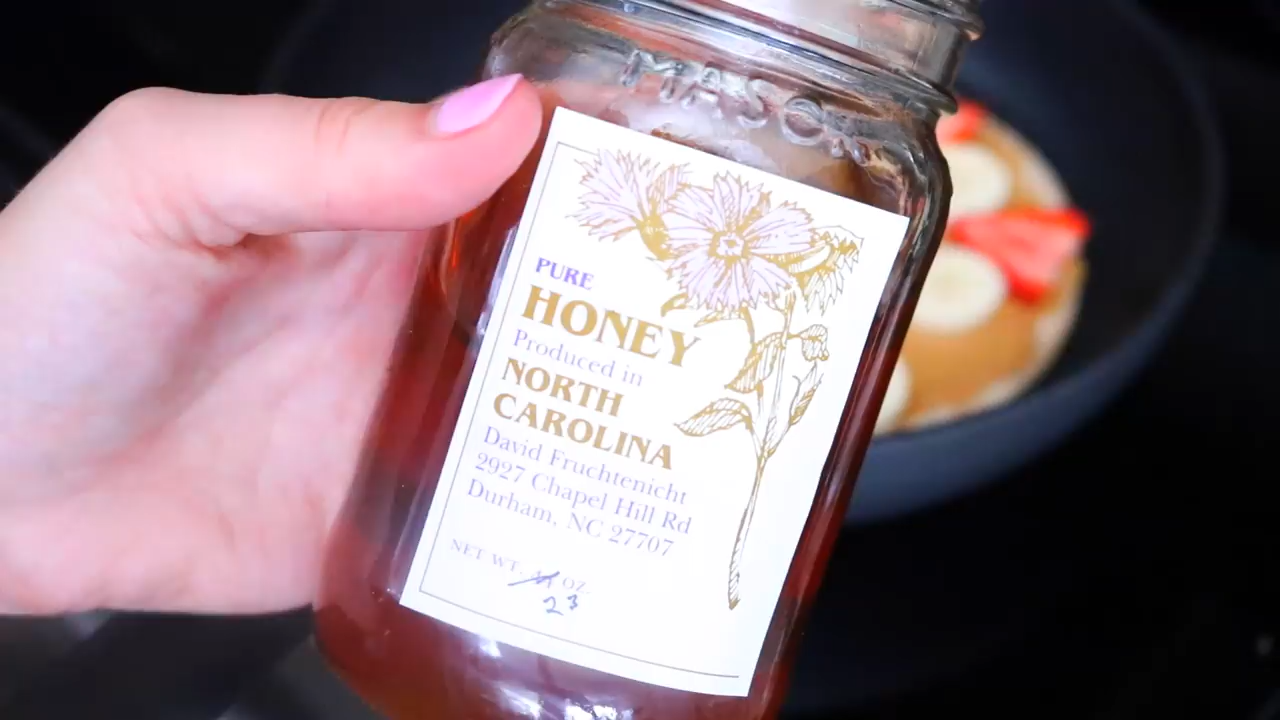 MASON
PURE
HONEY
Produced in
NORTH
CAROLINA
David Fruchtenicht
2927 Chapel Hill Rd
Durham, NC 27707
NET WT. OZ.
23